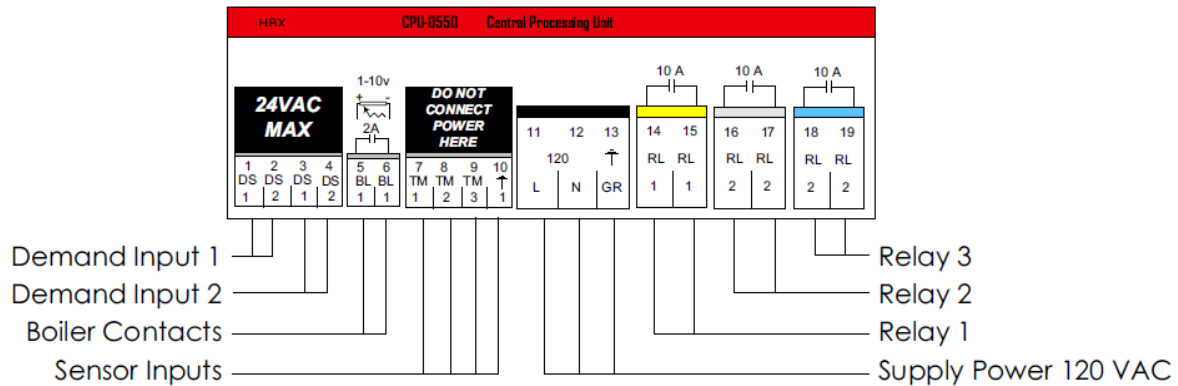 HBX CPU-0550 Central Processing Unit
24VAC
MAX
1-10v
+ -
2A
DO NOT
CONNECT
POWER
HERE
10 A
10 A
10 A
1 2 3 4
DS DS DS DS
1 2 1 2
5 6
BL BL
1 1
7 8 9 10
TM TM TM
1 2 3 1
11 12 13
120
L N GR
14 15
RL RL
1 1
16 17
RL RL
2 2
18 19
RL RL
2 2
Demand Input 1
Demand Input 2
Boiler Contacts
Sensor Inputs
Relay 3
Relay 2
Relay 1
Supply Power 120 VAC